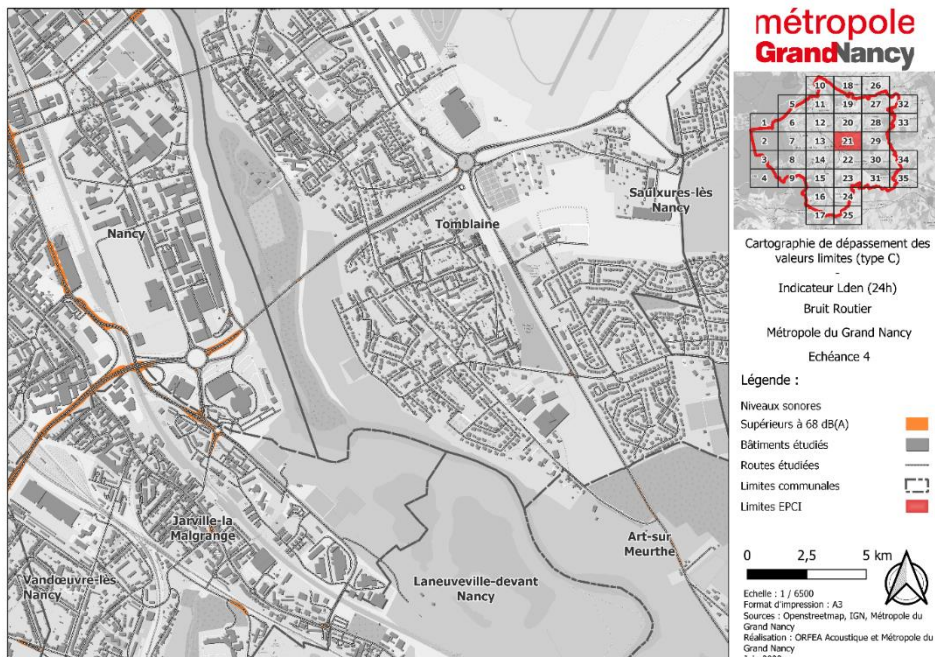 métropole
GrandNancy
10 18 26
5 11 19 27 32
1 6 12 20 28 33
2 7 13 21 29
3 8 14 22 30 34
4 9 15 23 31 35
16 24
17 25
Cartographie de dépassement des
valeurs limites (type C)
-
Indicateur Lden (24h)
Bruit Routier
Métropole du Grand Nancy
Echéance 4
Légende :
Niveaux sonores
Supérieurs à 68 dB(A)
Bâtiments étudiés
Routes étudiées
Limites communales
Limites EPCI
0 2,5 5 km
Echelle : 1 / 6500
Format d'impression : A3
Sources : Openstreetmap, IGN, Métropole du
Grand Nancy
Réalisation : ORFEA Acoustique et Métropole du
Grand Nancy
Saulxures-lès
Nancy
Tomblaine
Nancy
Jarville-la
Malgrange
Art-sur
Meurthe
Vandœuvre-lès
Nancy
Laneuveville-devant
Nancy